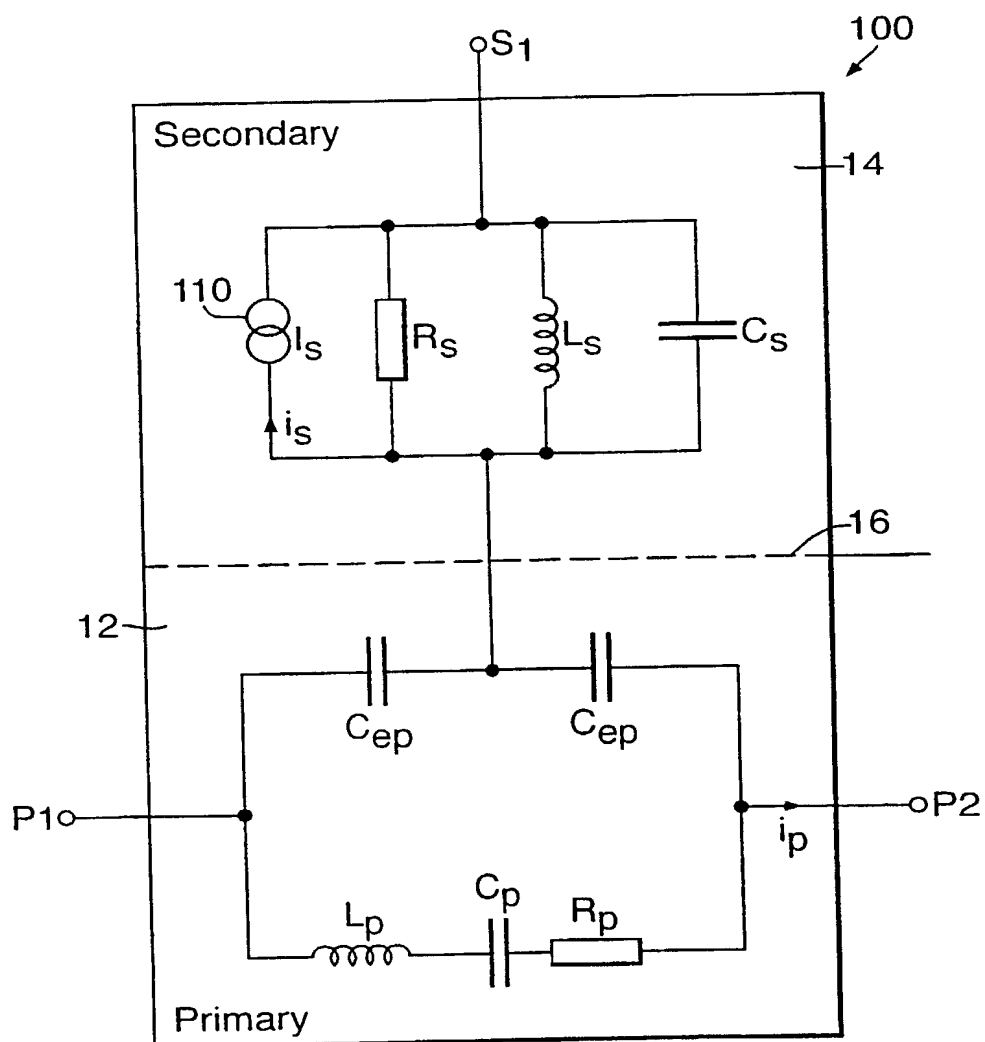 100
S1
Secondary
14
110
Is
Rs
Ls
Cs
is
16
12
Cep
Cep
P1
P2
ip
Cp
Lp
Rp
Primary